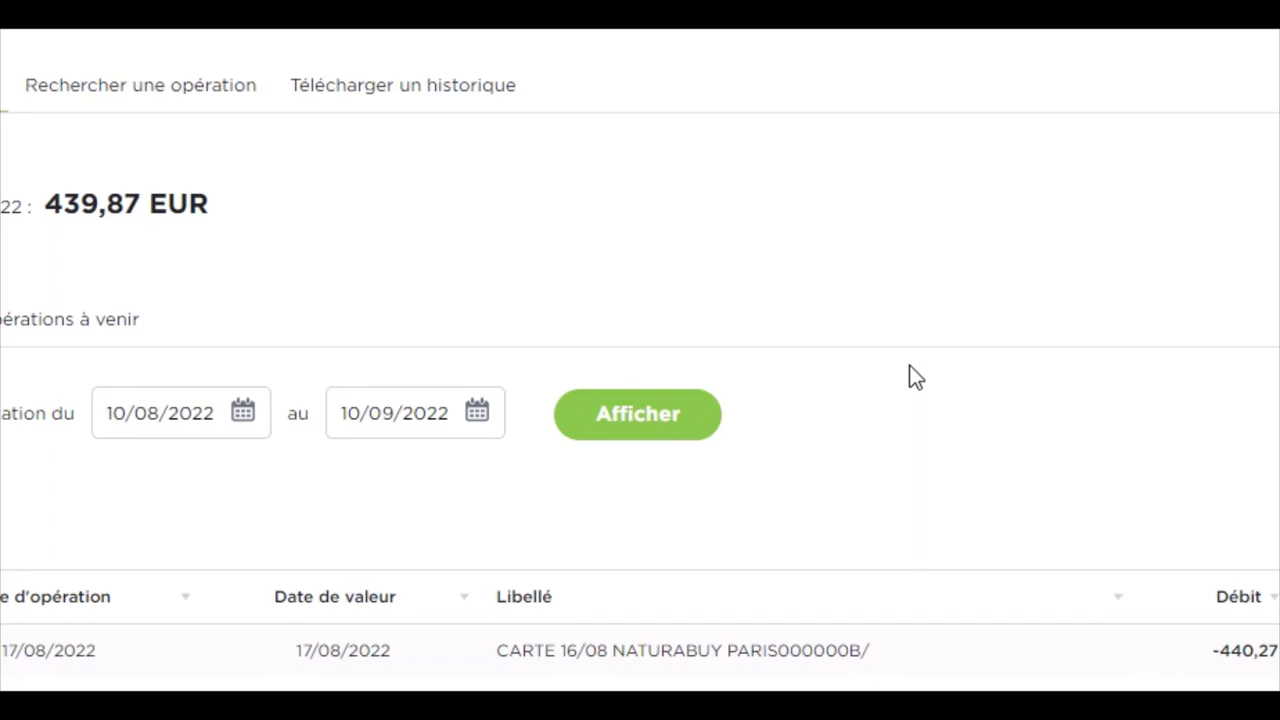 Rechercher une opération Télécharger un historique
22 : 439,87 EUR
érations à venir
ation du 10/08/2022 au 10/09/2022 Afficher
e d'opération Date de valeur Libellé Débit
17/08/2022 17/08/2022 CARTE 16/08 NATURABUY PARIS000000B/ -440,27